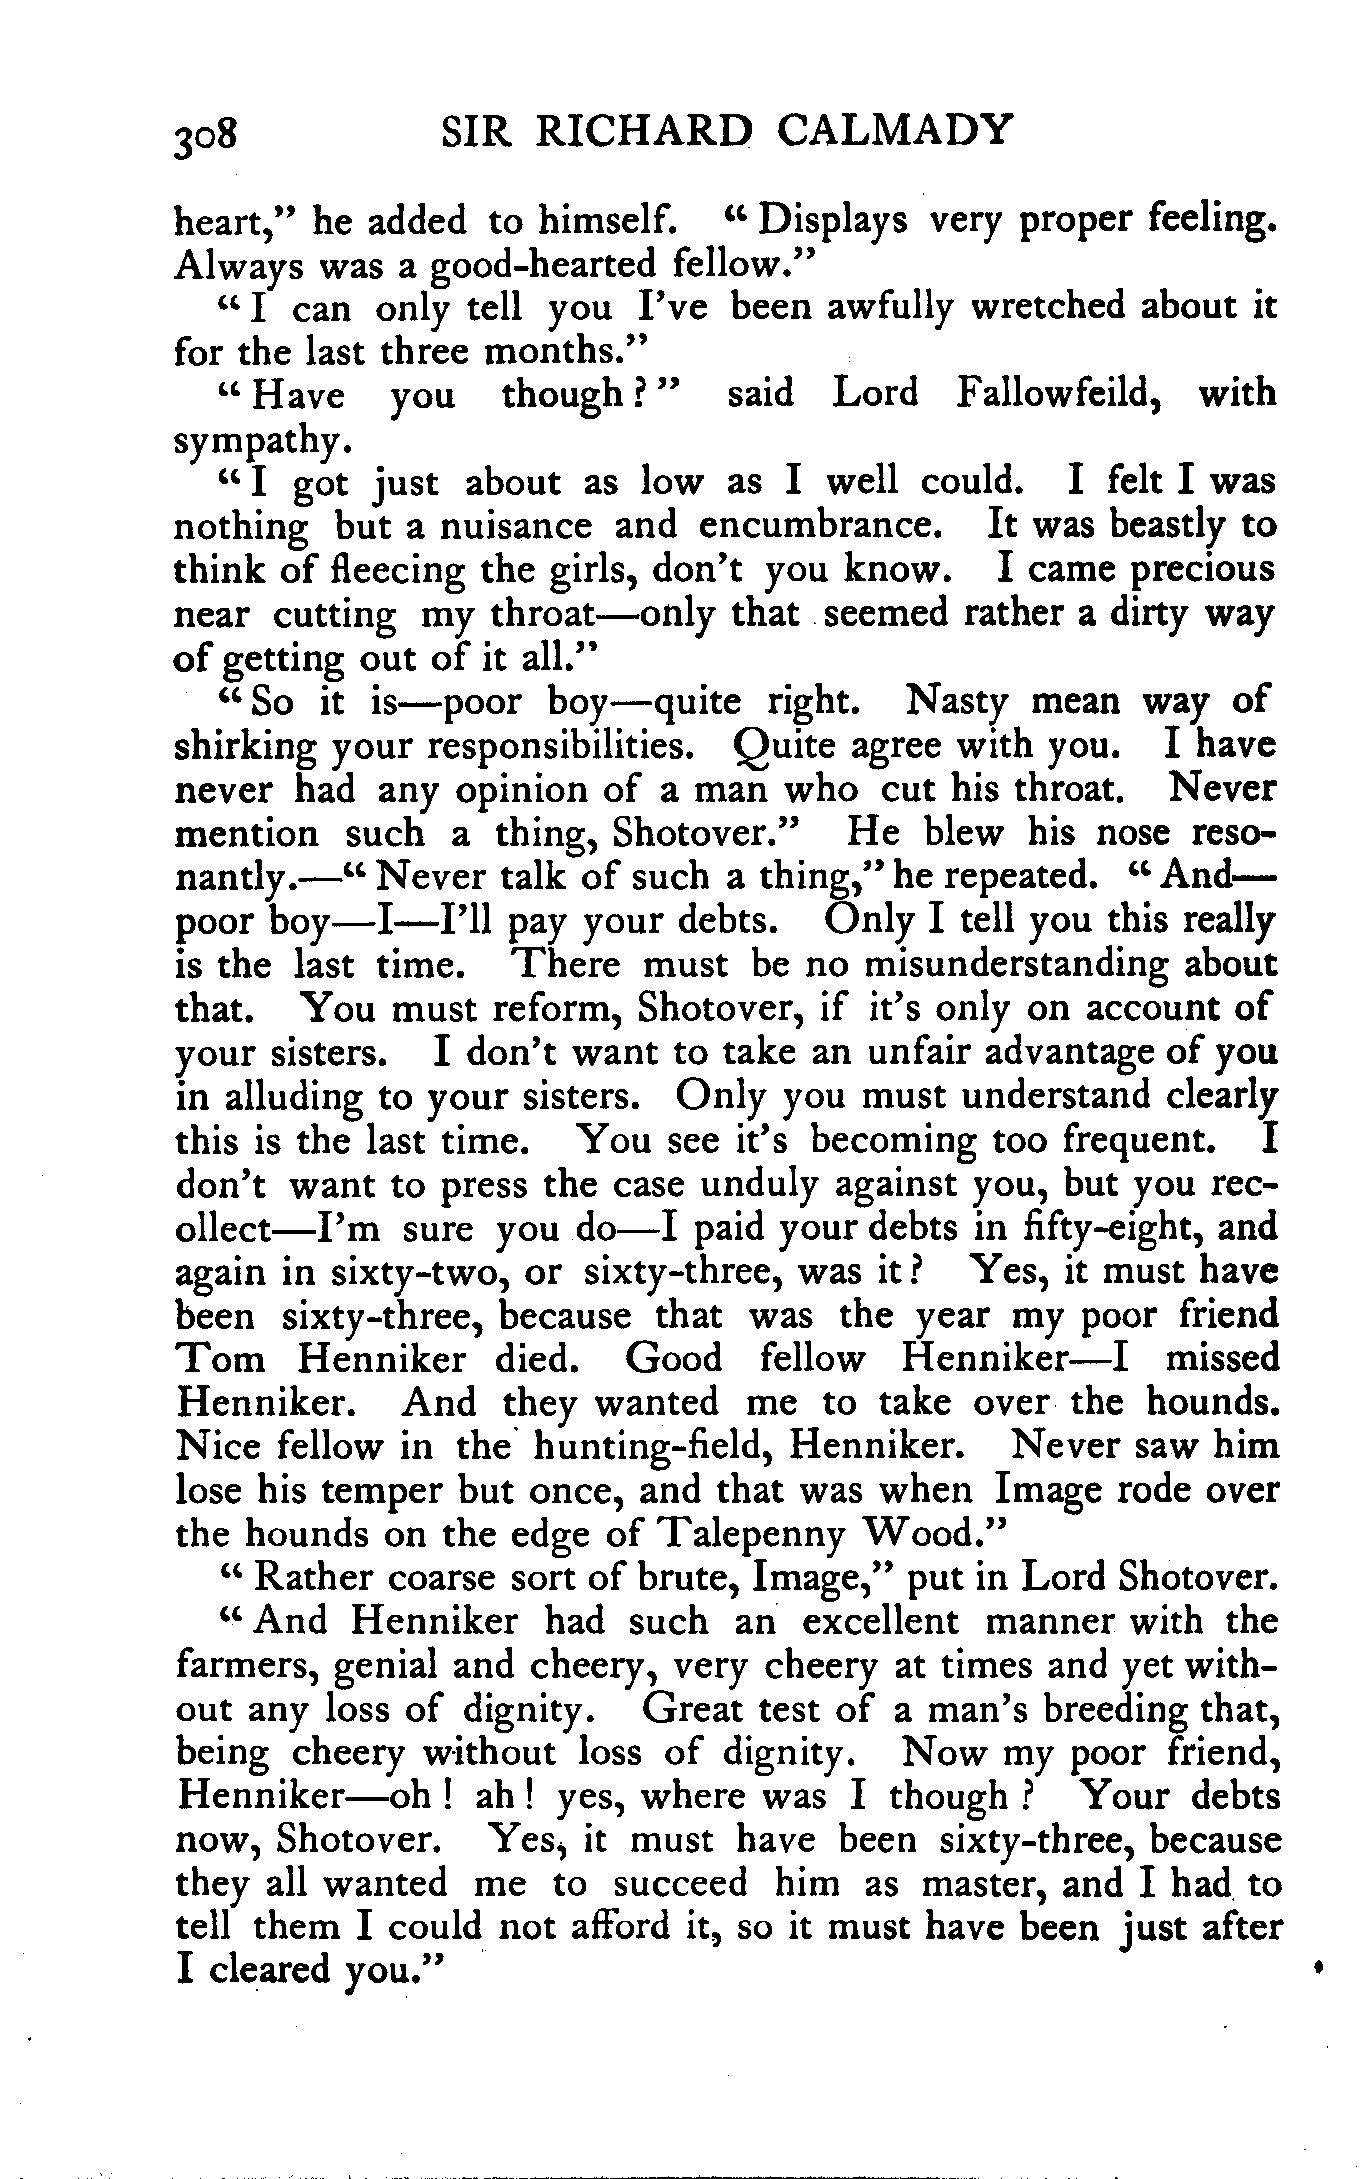 308 SIR RICHARD CALMADY
heart," he added to himself. "Displays very proper feeling.
Always was a good-hearted fellow."
"I can only tell you I've been awfully wretched about it
for the last three months."
"Have you though?" said Lord Fallowfeild, with
sympathy.
"I got just about as low as I well could. I felt I was
nothing but a nuisance and encumbrance. It was beastly to
think of fleecing the girls, don't you know. I came precious
near cutting my throat—only that seemed rather a dirty way
of getting out of it all."
"So it is—poor boy—quite right. Nasty mean way of
shirking your responsibilities. Quite agree with you. I have
never had any opinion of a man who cut his throat. Never
mention such a thing, Shotover." He blew his nose reso-
nantly.—"Never talk of such a thing," he repeated. "And—
poor boy—I—I'll pay your debts. Only I tell you this really
is the last time. There must be no misunderstanding about
that. You must reform, Shotover, if it's only on account of
your sisters. I don't want to take an unfair advantage of you
in alluding to your sisters. Only you must understand clearly
this is the last time. You see it's becoming too frequent. I
don't want to press the case unduly against you, but you rec-
ollect—I'm sure you do—I paid your debts in fifty-eight, and
again in sixty-two, or sixty-three, was it? Yes, it must have
been sixty-three, because that was the year my poor friend
Tom Henniker died. Good fellow Henniker—I missed
Henniker. And they wanted me to take over the hounds.
Nice fellow in the hunting-field, Henniker. Never saw him
lose his temper but once, and that was when Image rode over
the hounds on the edge of Talepenny Wood."
"Rather coarse sort of brute, Image," put in Lord Shotover.
"And Henniker had such an excellent manner with the
farmers, genial and cheery, very cheery at times and yet with-
out any loss of dignity. Great test of a man's breeding that,
being cheery without loss of dignity. Now my poor friend,
Henniker—oh! ah! yes, where was I though? Your debts
now, Shotover. Yes, it must have been sixty-three, because
they all wanted me to succeed him as master, and I had to
tell them I could not afford it, so it must have been just after
I cleared you."